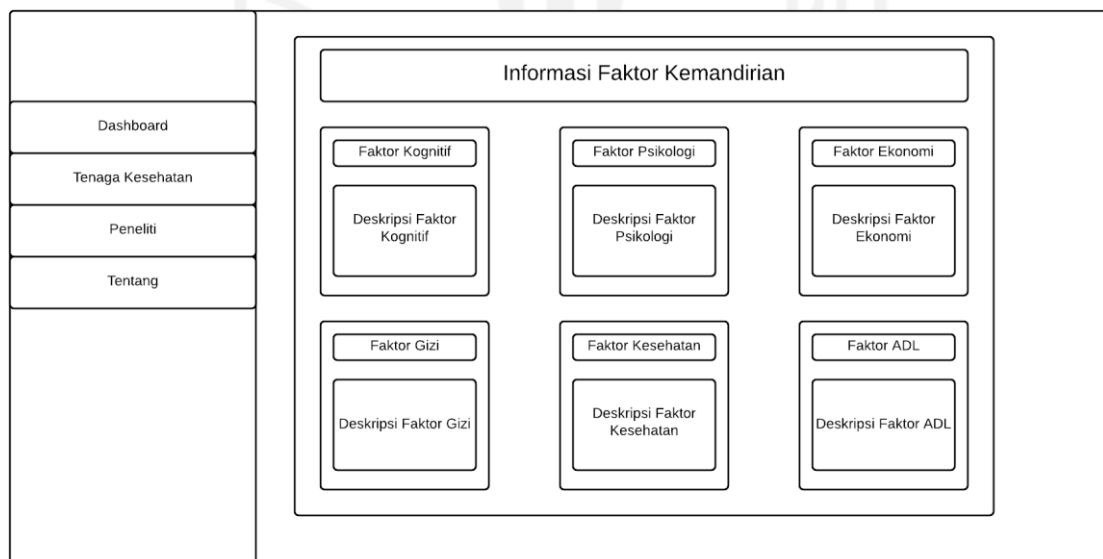 Dashboard
Tenaga Kesehatan
Peneliti
Tentang
Informasi Faktor Kemandirian
Faktor Kognitif
Deskripsi Faktor
Kognitif
Faktor Psikologi
Deskripsi Faktor
Psikologi
Faktor Ekonomi
Deskripsi Faktor
Ekonomi
Faktor Gizi
Deskripsi Faktor Gizi
Faktor Kesehatan
Deskripsi Faktor
Kesehatan
Faktor ADL
Deskripsi Faktor ADL